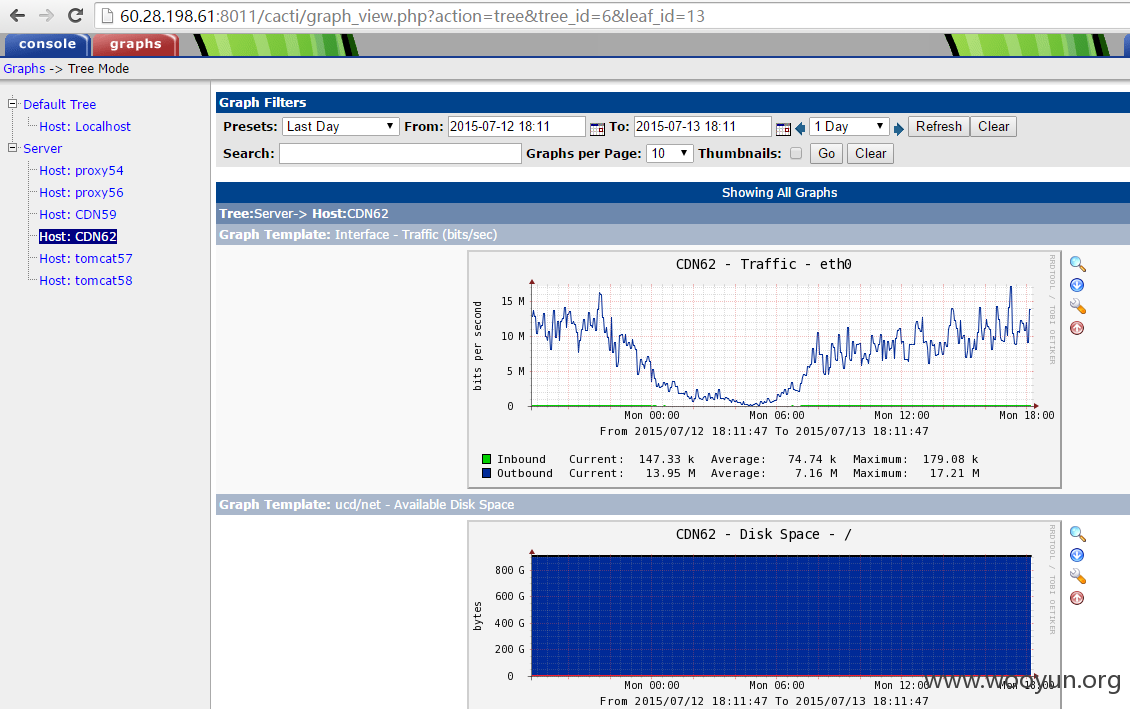 60.28.198.61:8011/cacti/graph_view.php?action=tree&tree_id=6&leaf_id=13
console graphs
Graphs -> Tree Mode
Default Tree
Host: Localhost
Server
Host: proxy54
Host: proxy56
Host: CDN59
Host: CDN62
Host: tomcat57
Host: tomcat58
Graph Filters
Presets: Last Day From: 2015-07-12 18:11 To: 2015-07-13 18:11 1 Day Refresh Clear
Search: Graphs per Page: 10 Thumbnails: Go Clear
Showing All Graphs
Tree:Server-> Host:CDN62
Graph Template: Interface - Traffic (bits/sec)
CDN62 - Traffic - eth0
RRDTOOL / TOBI OETIKER
bits per second
15 M
10 M
5 M
0
Mon 00:00 Mon 06:00 Mon 12:00 Mon 18:00
From 2015/07/12 18:11:47 To 2015/07/13 18:11:47
Inbound Current: 147.33 k Average: 74.74 k Maximum: 179.08 k
Outbound Current: 13.95 M Average: 7.16 M Maximum: 17.21 M
Graph Template: ucd/net - Available Disk Space
CDN62 - Disk Space - /
RRDTOOL / TOBI OETIKER
bytes
800 G
600 G
400 G
200 G
0
Mon 00:00 Mon 06:00 Mon 12:00 Mon 18:00
www.wooyun.org
From 2015/07/12 18:11:47 To 2015/07/13 18:11:47